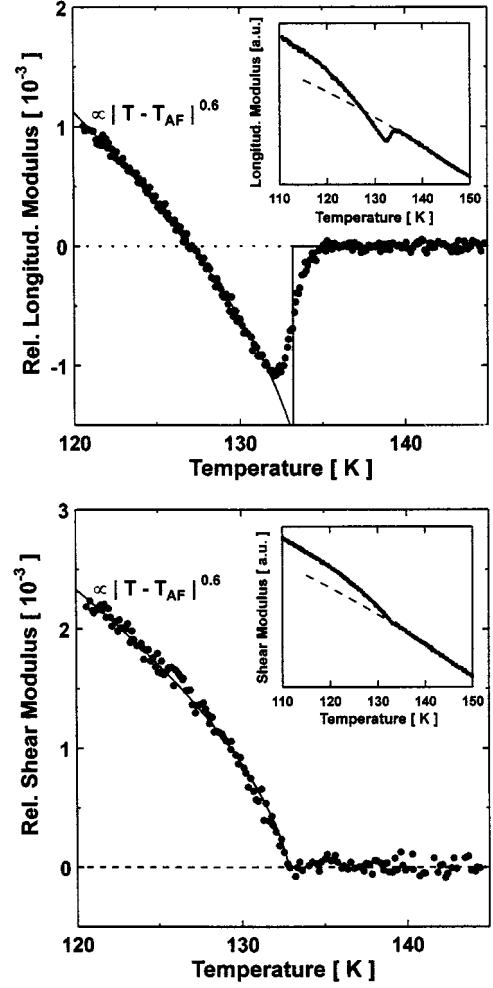 2
1
0
-1
Rel. Longitud. Modulus [ 10⁻³ ]
∝| T - T_AF |^0.6
Longitud. Modulus [a.u.]
110 120 130 140 150
Temperature [ K ]
120 130 140
Temperature [ K ]
3
2
1
0
Rel. Shear Modulus [ 10⁻³ ]
∝| T - T_AF |^0.6
Shear Modulus [ a.u.]
110 120 130 140 150
Temperature [ K ]
120 130 140
Temperature [ K ]